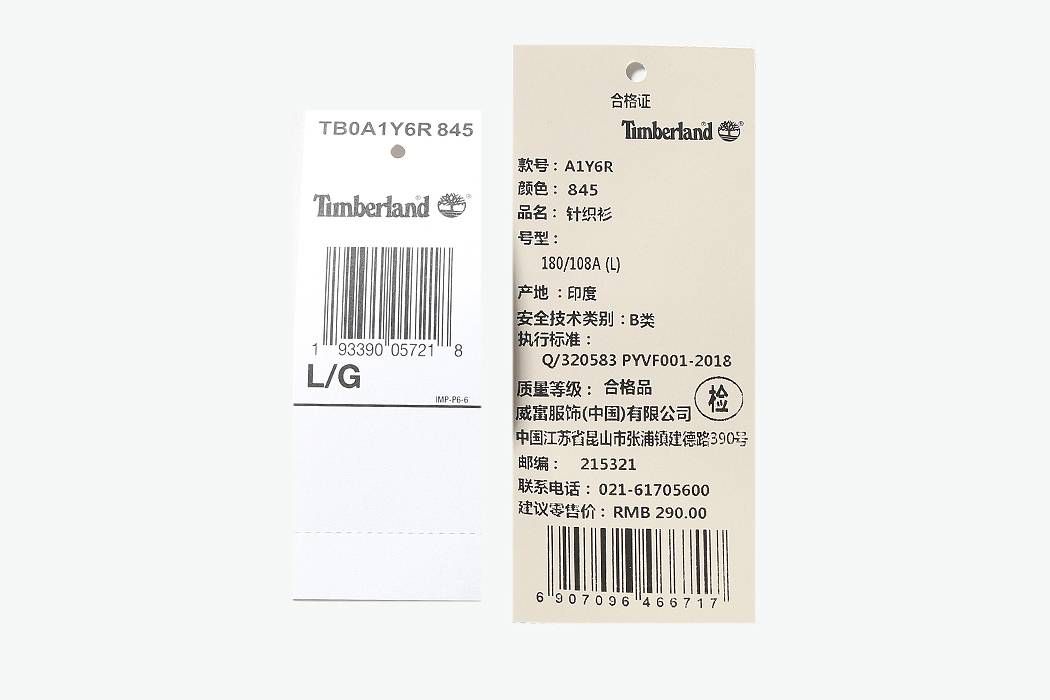 TB0A1Y6R 845
Timberland
1 93390 05721 8
L/G
IMP-P6-6
合格证
Timberland
款号：A1Y6R
颜色：845
品名：针织衫
号型：
180/108A (L)
产地：印度
安全技术类别：B类
执行标准：
Q/320583 PYVF001-2018
质量等级：合格品
检
威富服饰(中国)有限公司
中国江苏省昆山市张浦镇建德路390号
邮编：215321
联系电话：021-61705600
建议零售价：RMB 290.00
6 907096 466717